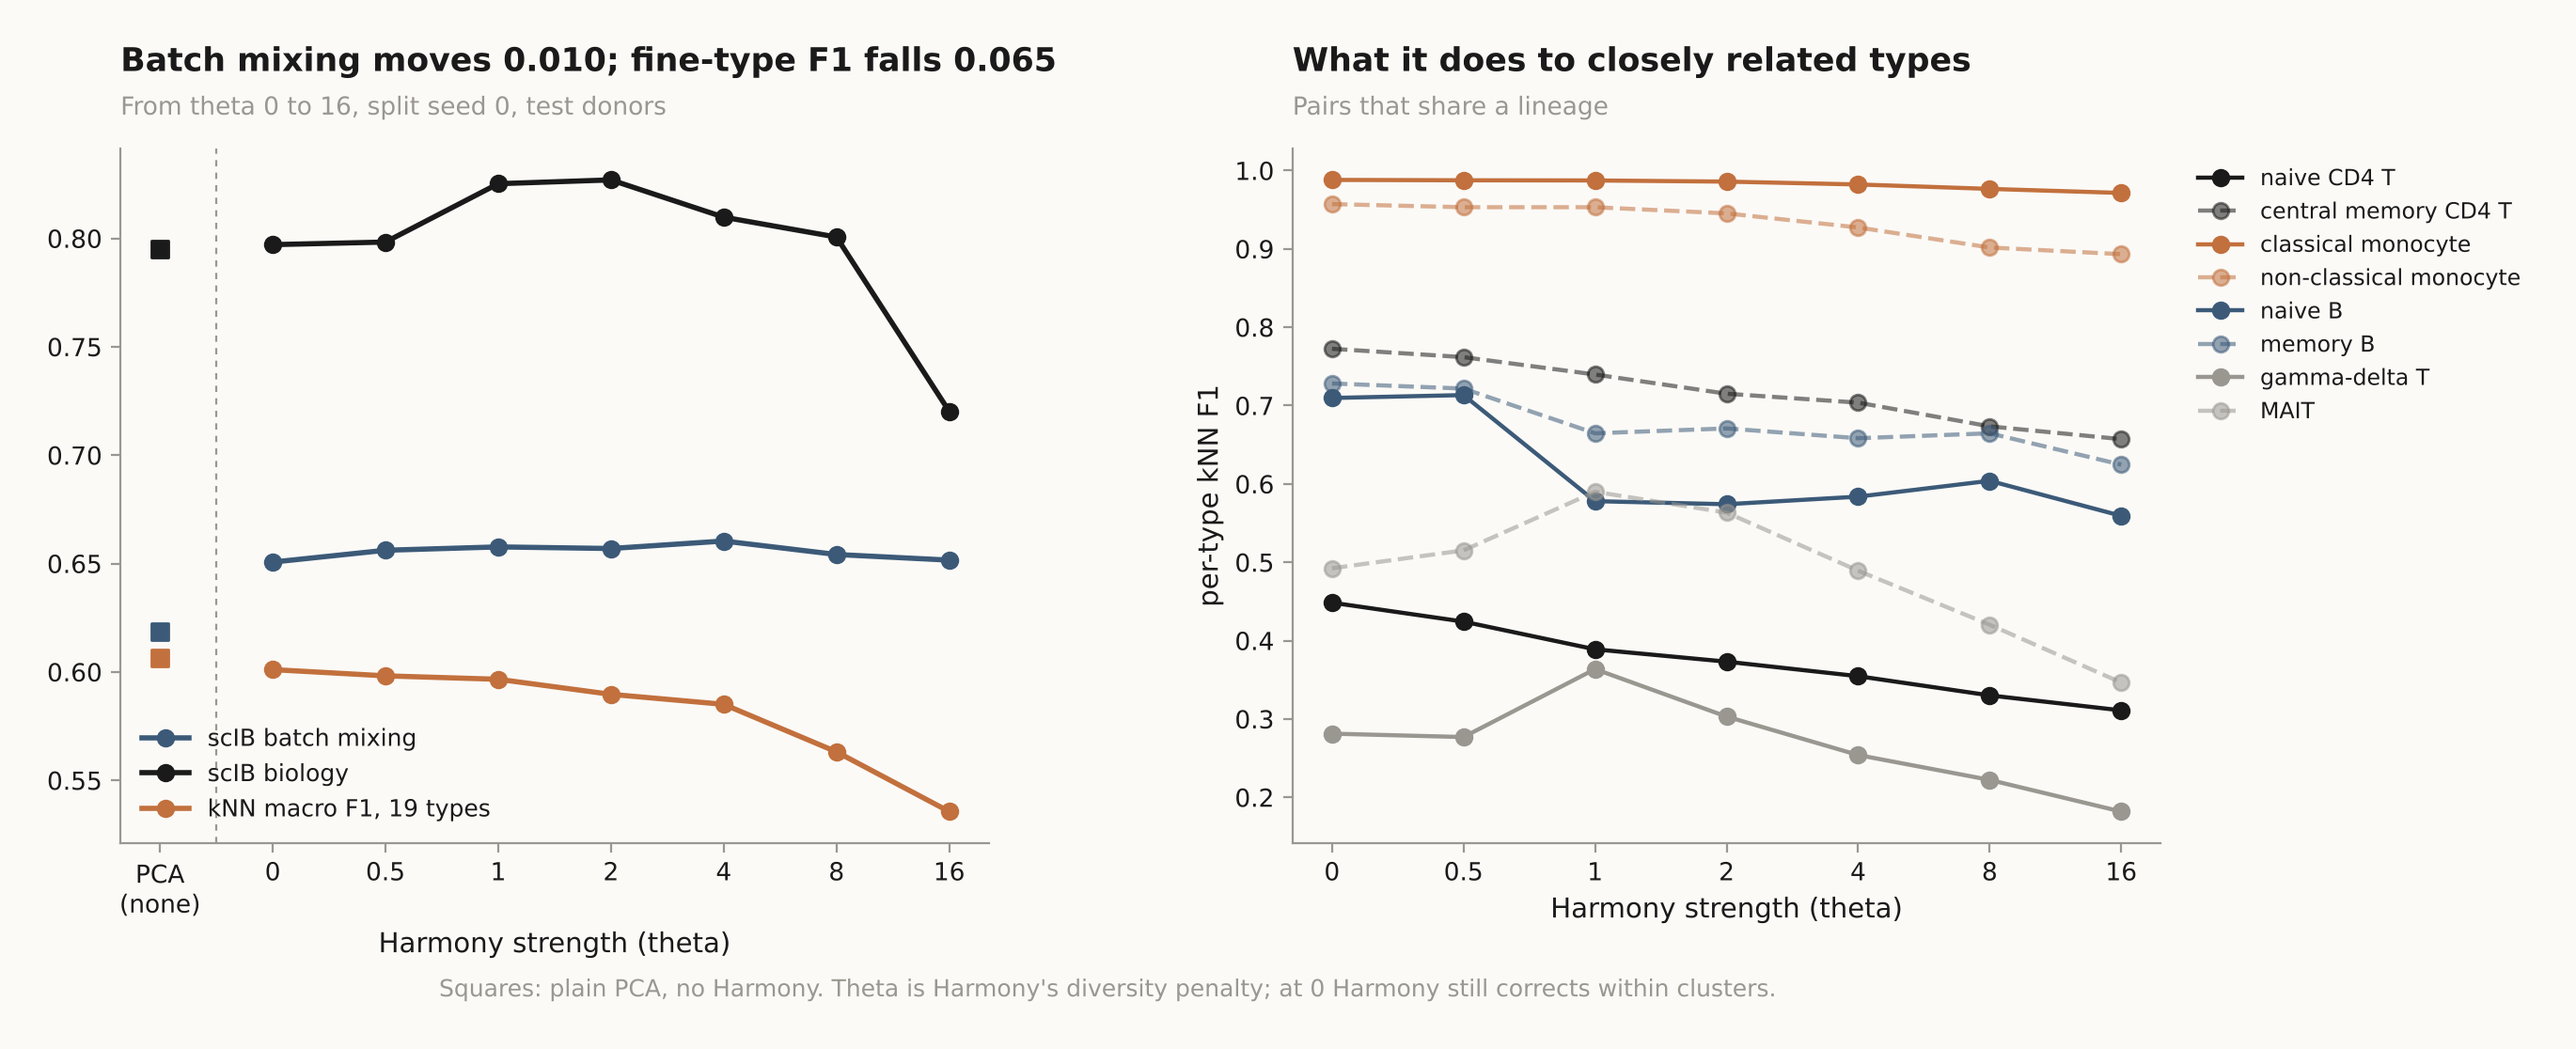 Batch mixing moves 0.010; fine-type F1 falls 0.065
From theta 0 to 16, split seed 0, test donors
0.80
0.75
0.70
0.65
0.60
0.55
scIB batch mixing
scIB biology
kNN macro F1, 19 types
PCA
(none)
0 0.5 1 2 4 8 16
Harmony strength (theta)
What it does to closely related types
Pairs that share a lineage
per-type kNN F1
1.0
0.9
0.8
0.7
0.6
0.5
0.4
0.3
0.2
0 0.5 1 2 4 8 16
Harmony strength (theta)
naive CD4 T
central memory CD4 T
classical monocyte
non-classical monocyte
naive B
memory B
gamma-delta T
MAIT
Squares: plain PCA, no Harmony. Theta is Harmony's diversity penalty; at 0 Harmony still corrects within clusters.